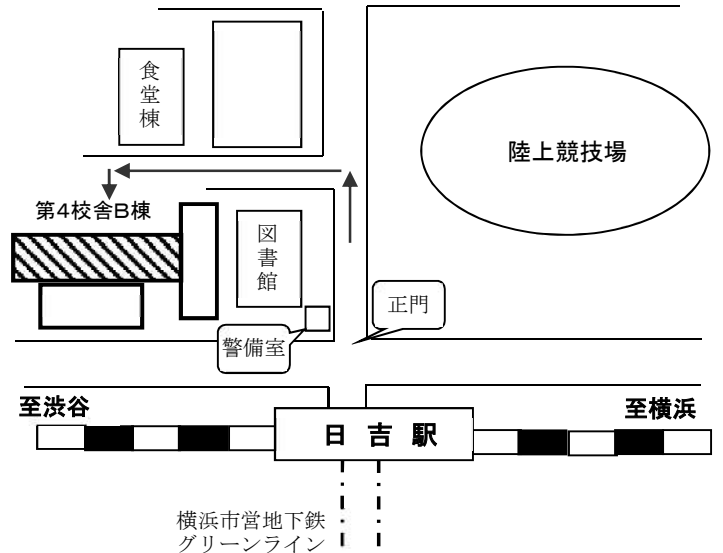 食堂棟
陸上競技場
第4校舎B棟
図書館
正門
警備室
至渋谷
至横浜
日吉駅
横浜市営地下鉄
グリーンライン